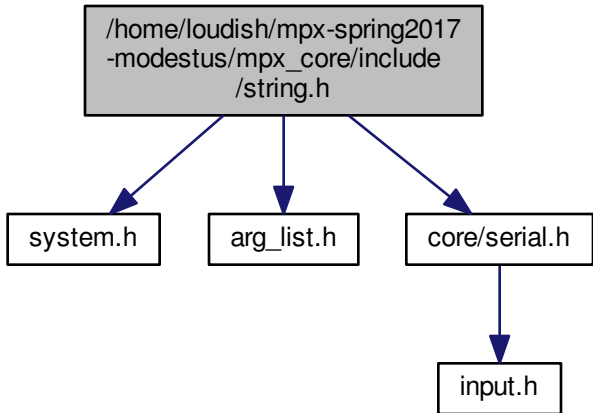 /home/loudish/mpx-spring2017
-modestus/mpx_core/include
/string.h
system.h
arg_list.h
core/serial.h
input.h